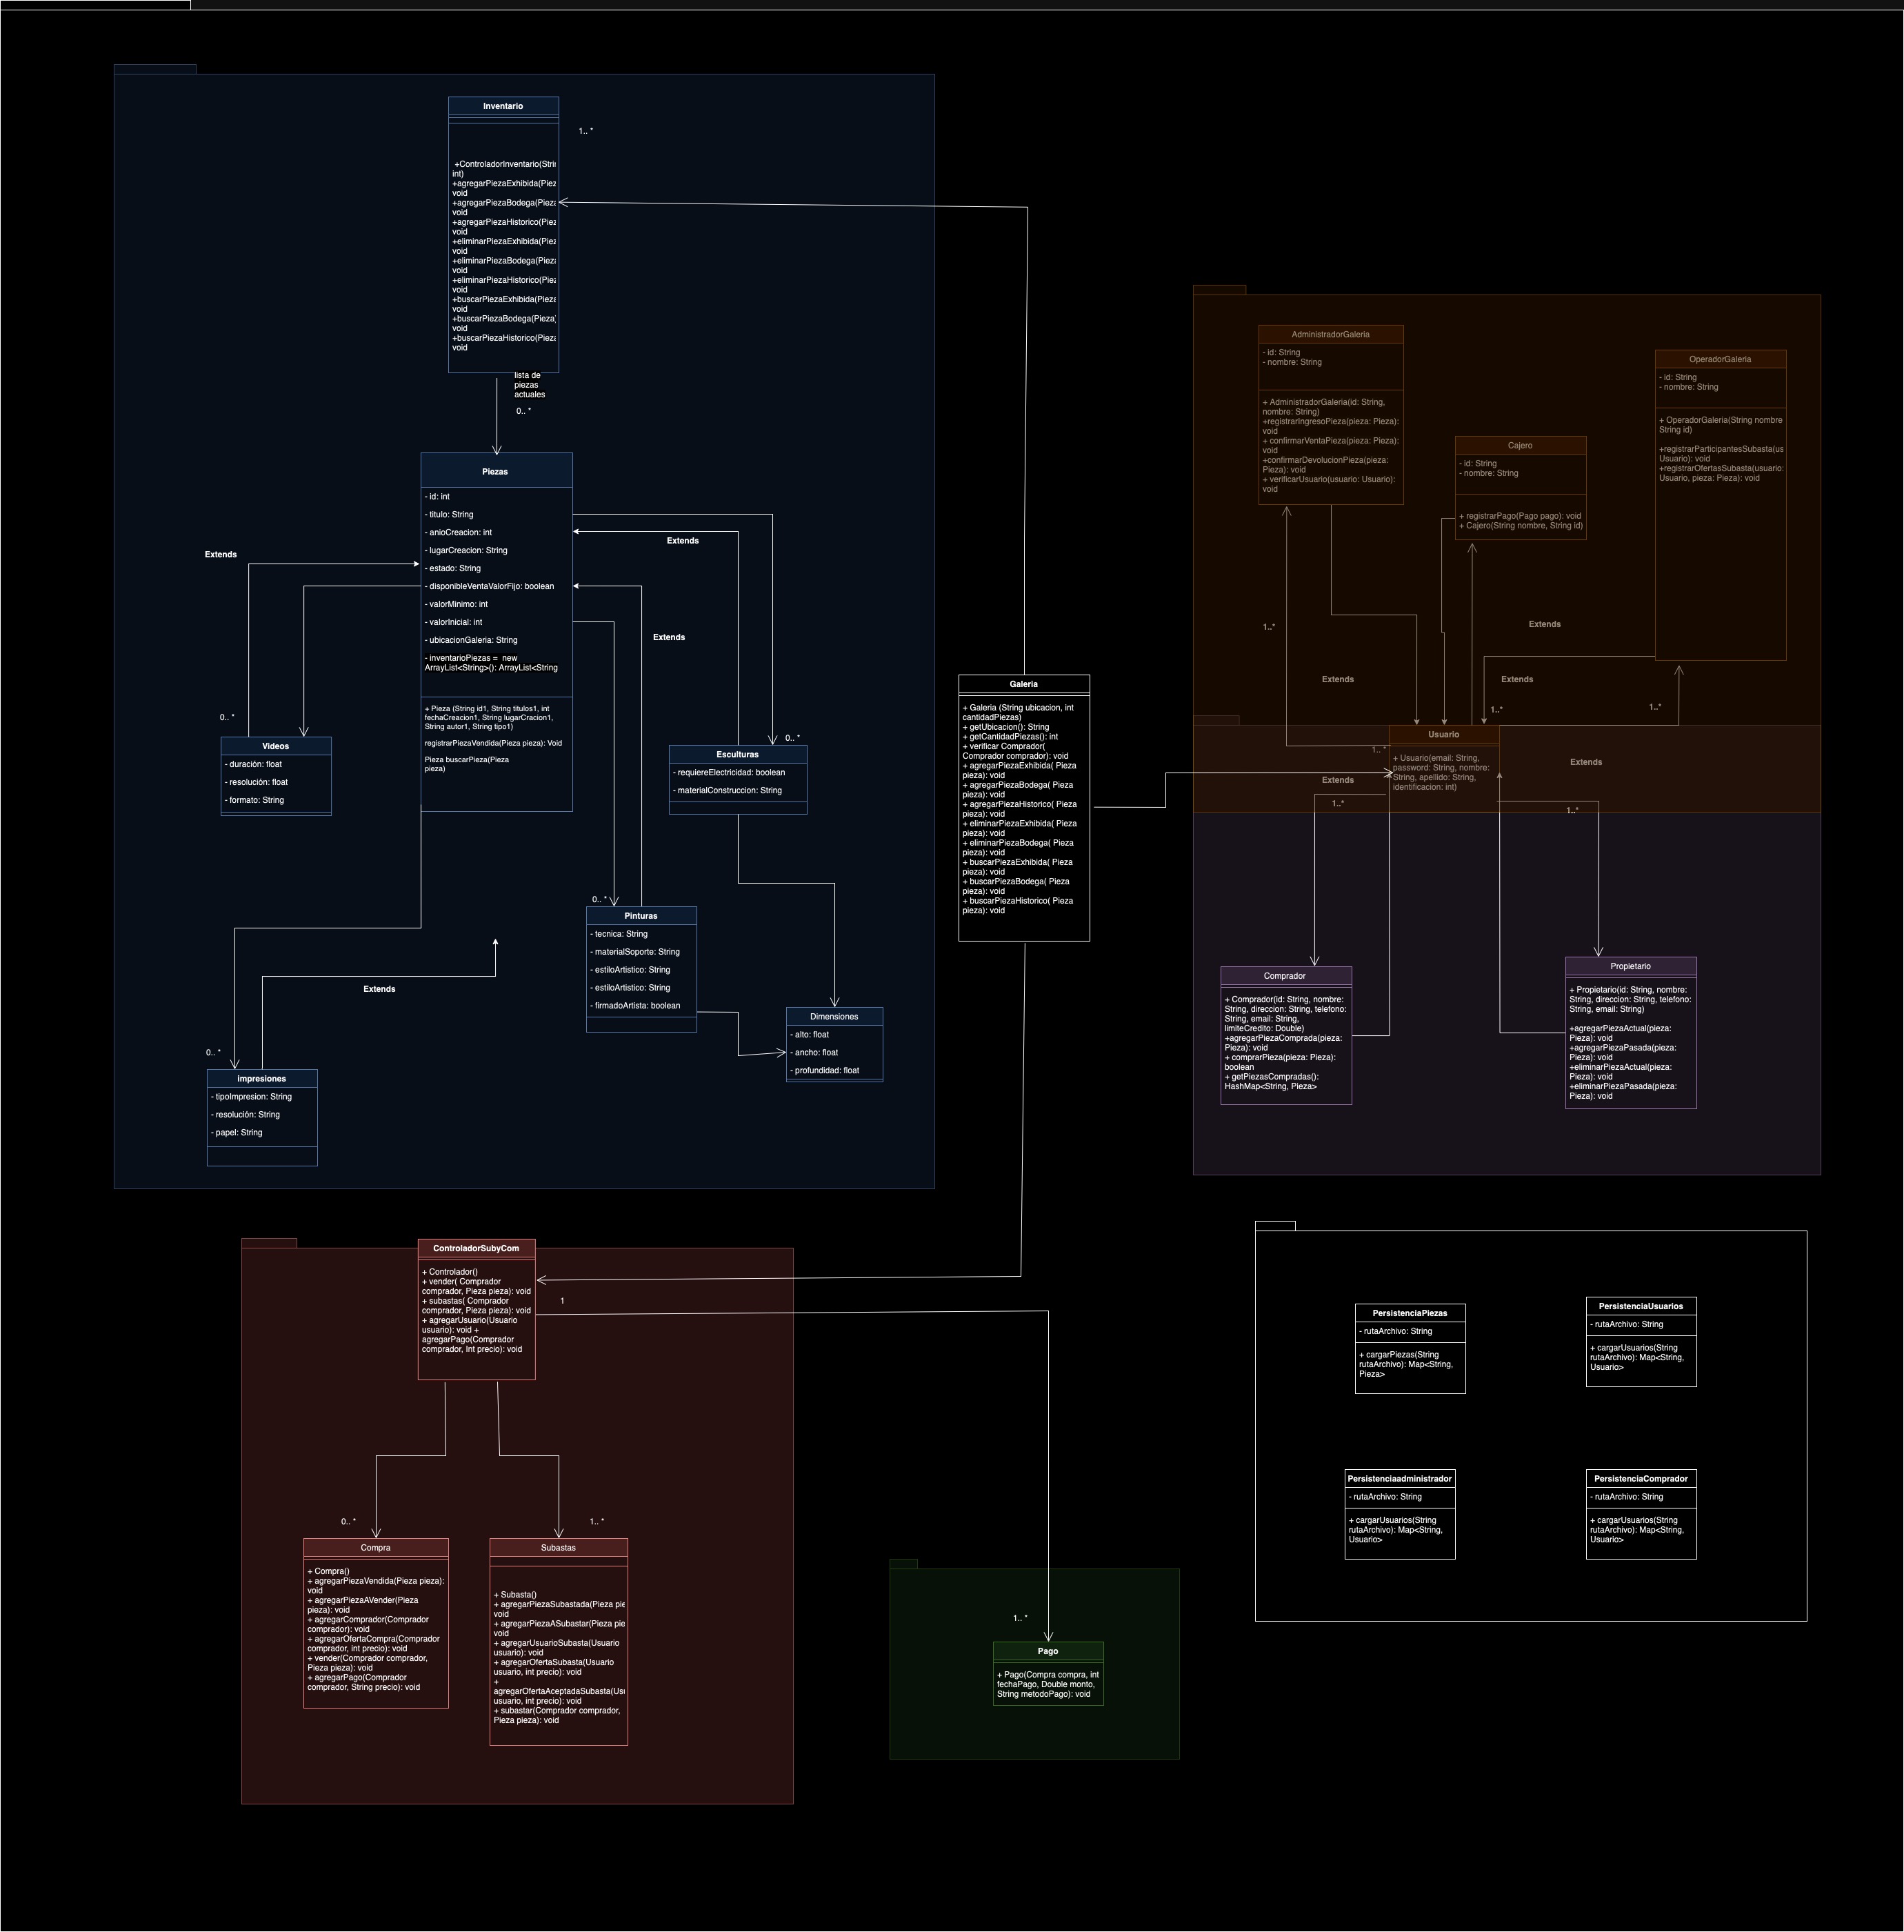 Inventario
1.. *
+ControladorInventario(Strin
int)
+agregarPiezaExhibida(Piez
void
+agregarPiezaBodega(Pieza
void
+agregarPiezaHistorico(Piez
void
+eliminarPiezaExhibida(Piez
void
+eliminarPiezaBodega(Pieza
void
+eliminarPiezaHistorico(Piez
void
+buscarPiezaExhibida(Pieza
void
+buscarPiezaBodega(Pieza)
void
+buscarPiezaHistorico(Pieza
void
lista de
piezas
actuales
0.. *
Piezas
- id: int
- titulo: String
- anioCreacion: int
- lugarCreacion: String
- estado: String
- disponibleVentaValorFijo: boolean
- valorMinimo: int
- valorInicial: int
- ubicacionGaleria: String
- inventarioPiezas = new
ArrayList<String>(): ArrayList<String
+ Pieza (String id1, String titulos1, int
fechaCreacion1, String lugarCracion1,
String autor1, String tipo1)
registrarPiezaVendida(Pieza pieza): Void
Pieza buscarPieza(Pieza
pieza)
Extends
Extends
Extends
0.. *
Videos
- duración: float
- resolución: float
- formato: String
0.. *
Esculturas
- requiereElectricidad: boolean
- materialConstruccion: String
0.. *
Pinturas
- tecnica: String
- materialSoporte: String
- estiloArtistico: String
- estiloArtistico: String
- firmadoArtista: boolean
Extends
Dimensiones
- alto: float
- ancho: float
- profundidad: float
0.. *
impresiones
- tipoImpresion: String
- resolución: String
- papel: String
Galeria
+ Galeria (String ubicacion, int
cantidadPiezas)
+ getUbicacion(): String
+ getCantidadPiezas(): int
+ verificar Comprador(
Comprador comprador): void
+ agregarPiezaExhibida( Pieza
pieza): void
+ agregarPiezaBodega( Pieza
pieza): void
+ agregarPiezaHistorico( Pieza
pieza): void
+ eliminarPiezaExhibida( Pieza
pieza): void
+ eliminarPiezaBodega( Pieza
pieza): void
+ buscarPiezaExhibida( Pieza
pieza): void
+ buscarPiezaBodega( Pieza
pieza): void
+ buscarPiezaHistorico( Pieza
pieza): void
AdministradorGaleria
- id: String
- nombre: String
+ AdministradorGaleria(id: String,
nombre: String)
+registrarIngresoPieza(pieza: Pieza):
void
+ confirmarVentaPieza(pieza: Pieza):
void
+confirmarDevolucionPieza(pieza:
Pieza): void
+ verificarUsuario(usuario: Usuario):
void
OperadorGaleria
- id: String
- nombre: String
+ OperadorGaleria(String nombre
String id)
+registrarParticipantesSubasta(us
Usuario): void
+registrarOfertasSubasta(usuario:
Usuario, pieza: Pieza): void
Cajero
- id: String
- nombre: String
+ registrarPago(Pago pago): void
+ Cajero(String nombre, String id)
1..*
Extends
Extends
Extends
1..*
1..*
Usuario
+ Usuario(email: String,
password: String, nombre:
String, apellido: String,
identificacion: int)
1..*
Extends
Extends
1..*
1..*
Comprador
+ Comprador(id: String, nombre:
String, direccion: String, telefono:
String, email: String,
limiteCredito: Double)
+agregarPiezaComprada(pieza:
Pieza): void
+ comprarPieza(pieza: Pieza):
boolean
+ getPiezasCompradas():
HashMap<String, Pieza>
Propietario
+ Propietario(id: String, nombre:
String, direccion: String, telefono:
String, email: String)
+agregarPiezaActual(pieza:
Pieza): void
+agregarPiezaPasada(pieza:
Pieza): void
+eliminarPiezaActual(pieza:
Pieza): void
+eliminarPiezaPasada(pieza:
Pieza): void
ControladorSubyCom
+ Controlador()
+ vender( Comprador
comprador, Pieza pieza): void
+ subastas( Comprador
comprador, Pieza pieza): void
+ agregarUsuario(Usuario
usuario): void +
agregarPago(Comprador
comprador, Int precio): void
1
0.. *
1.. *
Compra
+ Compra()
+ agregarPiezaVendida(Pieza pieza):
void
+ agregarPiezaAVender(Pieza
pieza): void
+ agregarComprador(Comprador
comprador): void
+ agregarOfertaCompra(Comprador
comprador, int precio): void
+ vender(Comprador comprador,
Pieza pieza): void
+ agregarPago(Comprador
comprador, String precio): void
Subastas
+ Subasta()
+ agregarPiezaSubastada(Pieza pie
void
+ agregarPiezaASubastar(Pieza pie
void
+ agregarUsuarioSubasta(Usuario
usuario): void
+ agregarOfertaSubasta(Usuario
usuario, int precio): void
+
agregarOfertaAceptadaSubasta(Usu
usuario, int precio): void
+ subastar(Comprador comprador,
Pieza pieza): void
1.. *
Pago
+ Pago(Compra compra, int
fechaPago, Double monto,
String metodoPago): void
PersistenciaPiezas
- rutaArchivo: String
+ cargarPiezas(String
rutaArchivo): Map<String,
Pieza>
PersistenciaUsuarios
- rutaArchivo: String
+ cargarUsuarios(String
rutaArchivo): Map<String,
Usuario>
Persistenciaadministrador
- rutaArchivo: String
+ cargarUsuarios(String
rutaArchivo): Map<String,
Usuario>
PersistenciaComprador
- rutaArchivo: String
+ cargarUsuarios(String
rutaArchivo): Map<String,
Usuario>